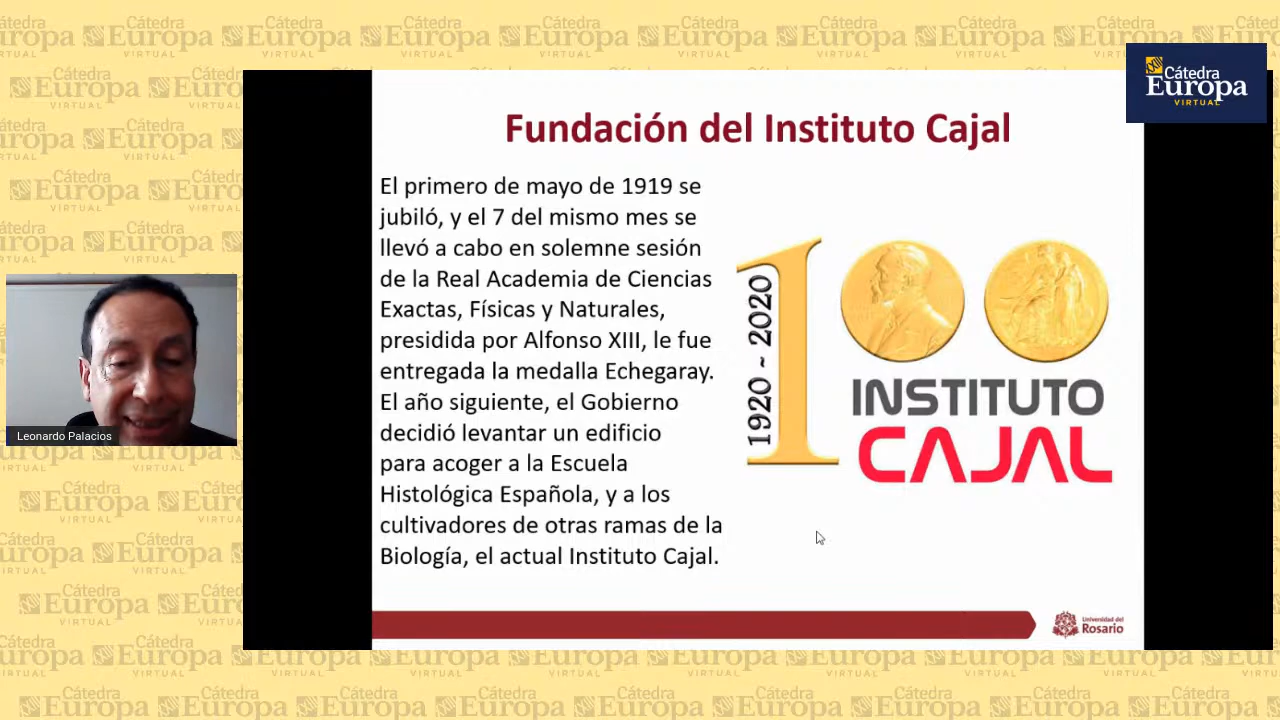 Cátedra
Europa
VIRTUAL
Fundación del Instituto Cajal
El primero de mayo de 1919 se
jubiló, y el 7 del mismo mes se
llevó a cabo en solemne sesión
de la Real Academia de Ciencias
Exactas, Físicas y Naturales,
presidida por Alfonso XIII, le fue
entregada la medalla Echegaray.
El año siguiente, el Gobierno
decidió levantar un edificio
para acoger a la Escuela
Histológica Española, y a los
cultivadores de otras ramas de la
Biología, el actual Instituto Cajal.
1920 ~ 2020
100
INSTITUTO
CAJAL
Leonardo Palacios
Universidad del
Rosario